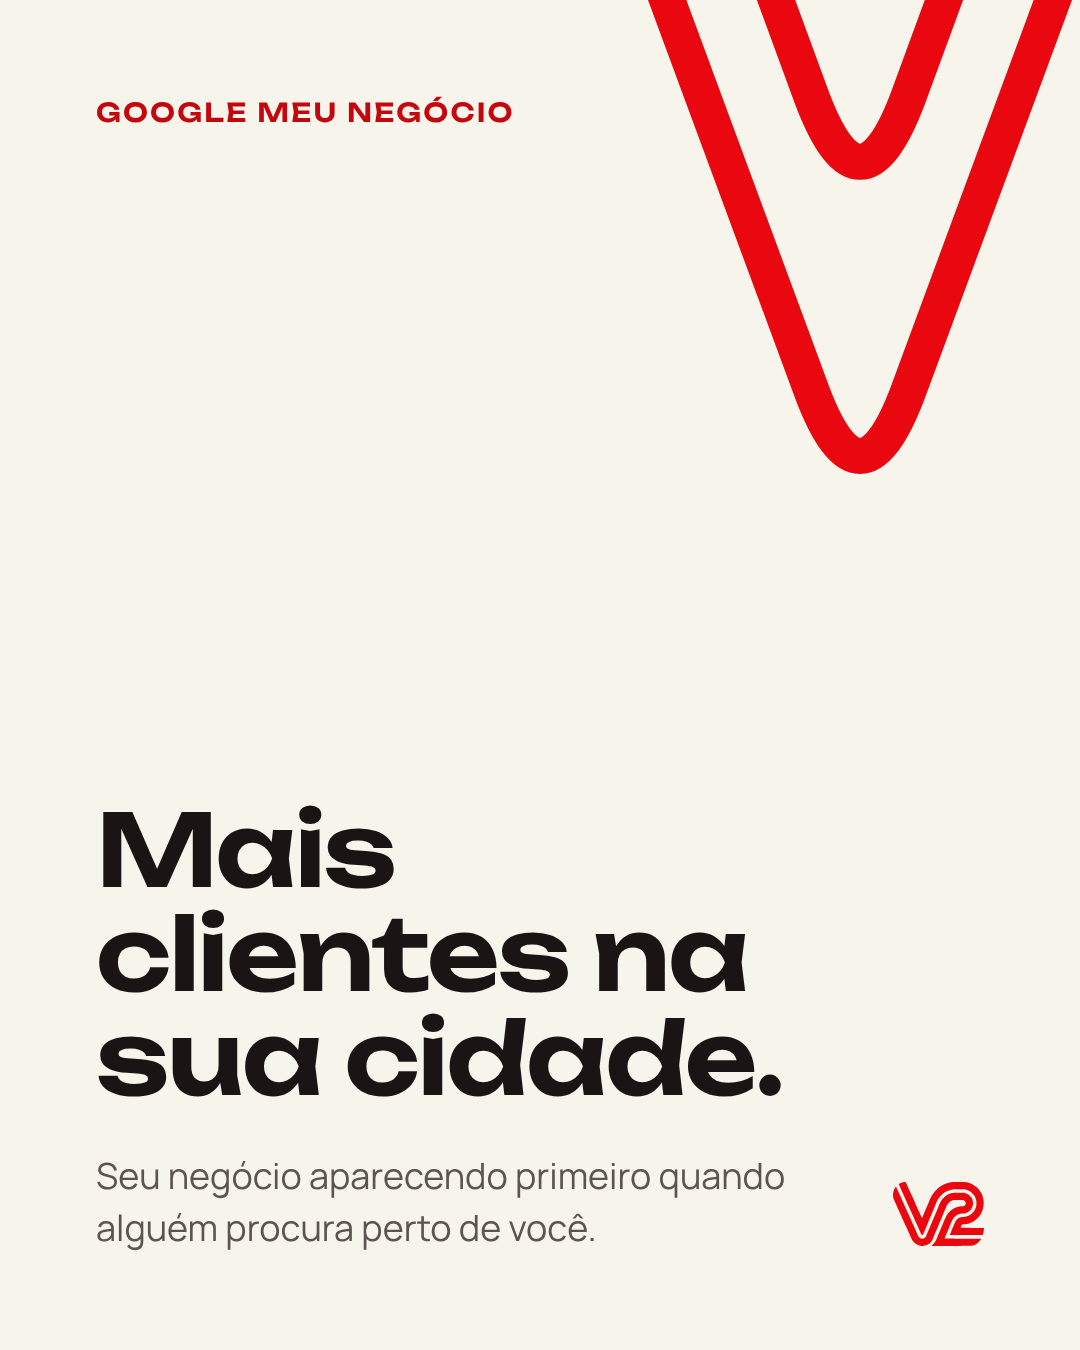 GOOGLE MEU NEGÓCIO
Mais
clientes na
sua cidade.
Seu negócio aparecendo primeiro quando
alguém procura perto de você.
V2